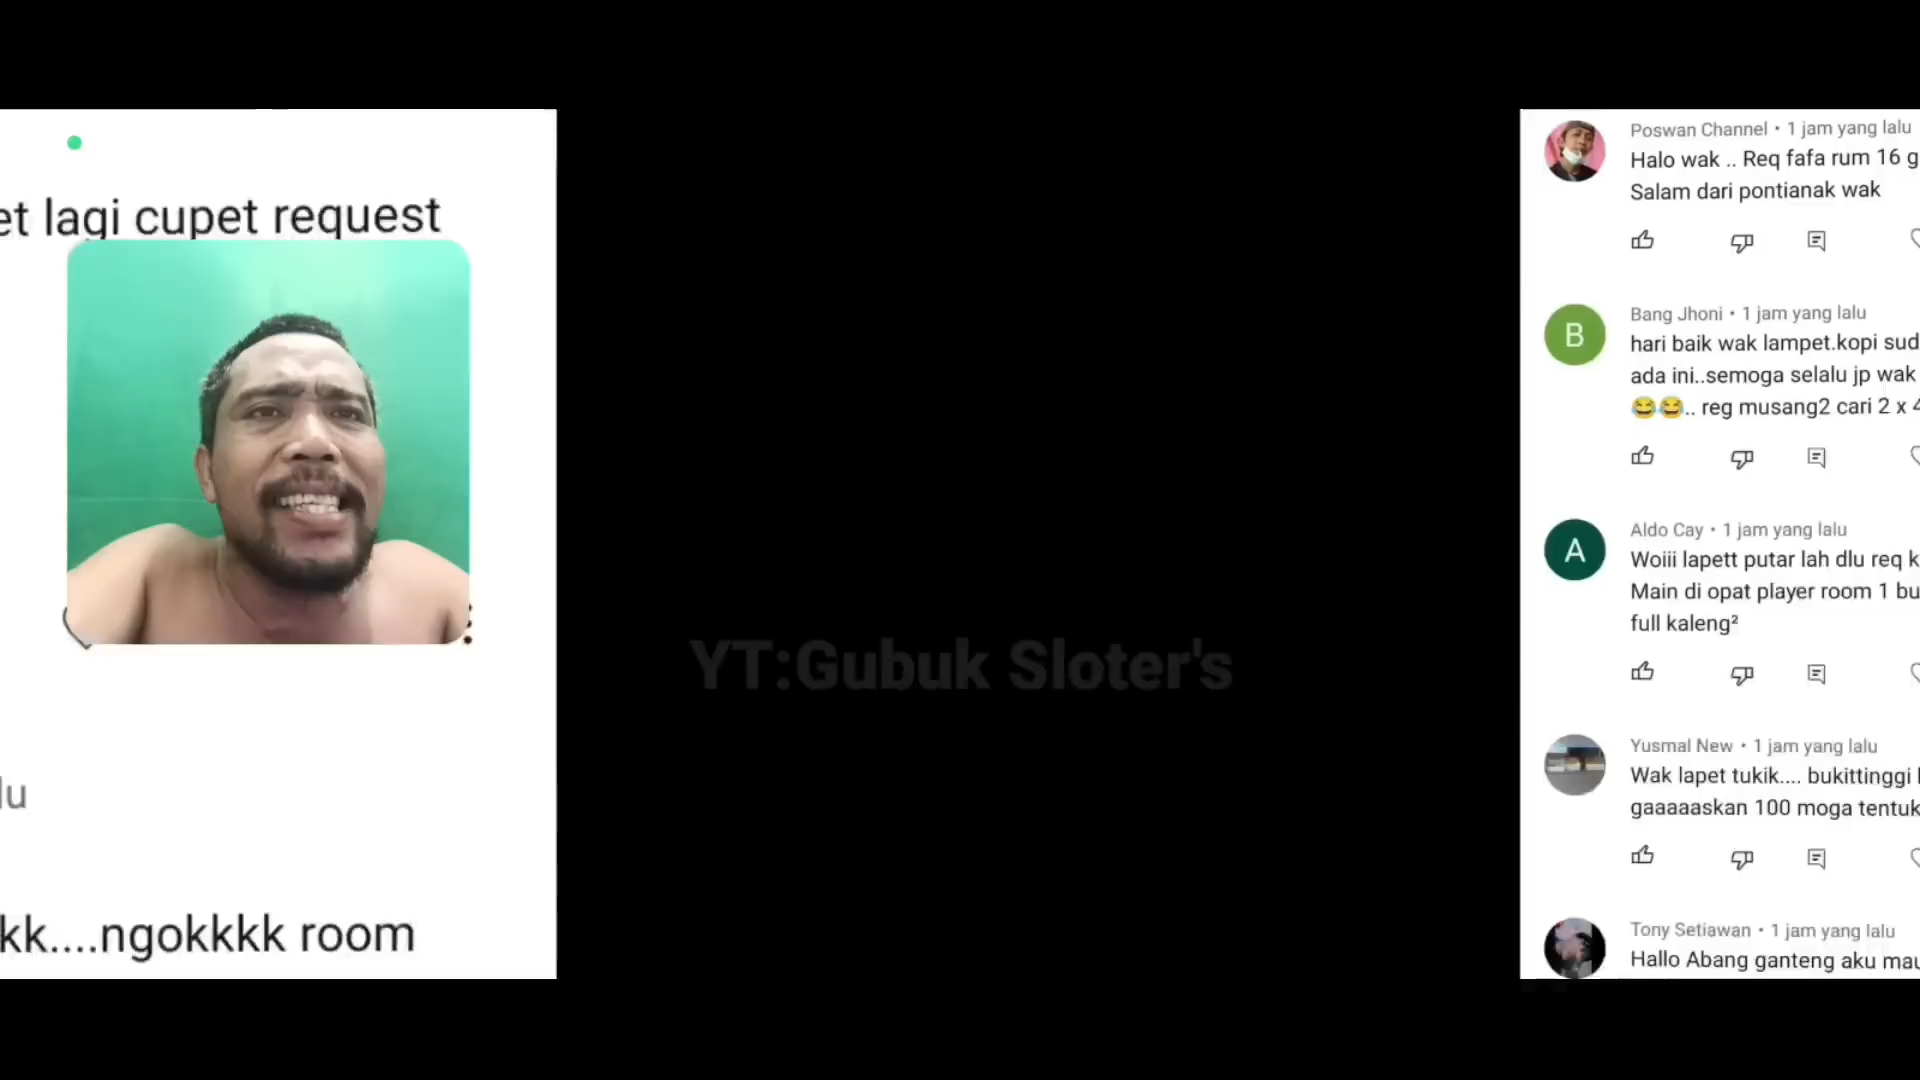 et lagi cupet request
lu
kk....ngokkkk room
YT:Gubuk Sloter's
Poswan Channel • 1 jam yang lalu
Halo wak .. Req fafa rum 16 g
Salam dari pontianak wak
B
Bang Jhoni • 1 jam yang lalu
hari baik wak lampet.kopi sud
ada ini..semoga selalu jp wak
😂😂.. reg musang2 cari 2 x 4
A
Aldo Cay • 1 jam yang lalu
Woiii lapett putar lah dlu req k
Main di opat player room 1 bu
full kaleng²
Yusmal New • 1 jam yang lalu
Wak lapet tukik.... bukittinggi
gaaaaaskan 100 moga tentuk
Tony Setiawan • 1 jam yang lalu
Hallo Abang ganteng aku mau